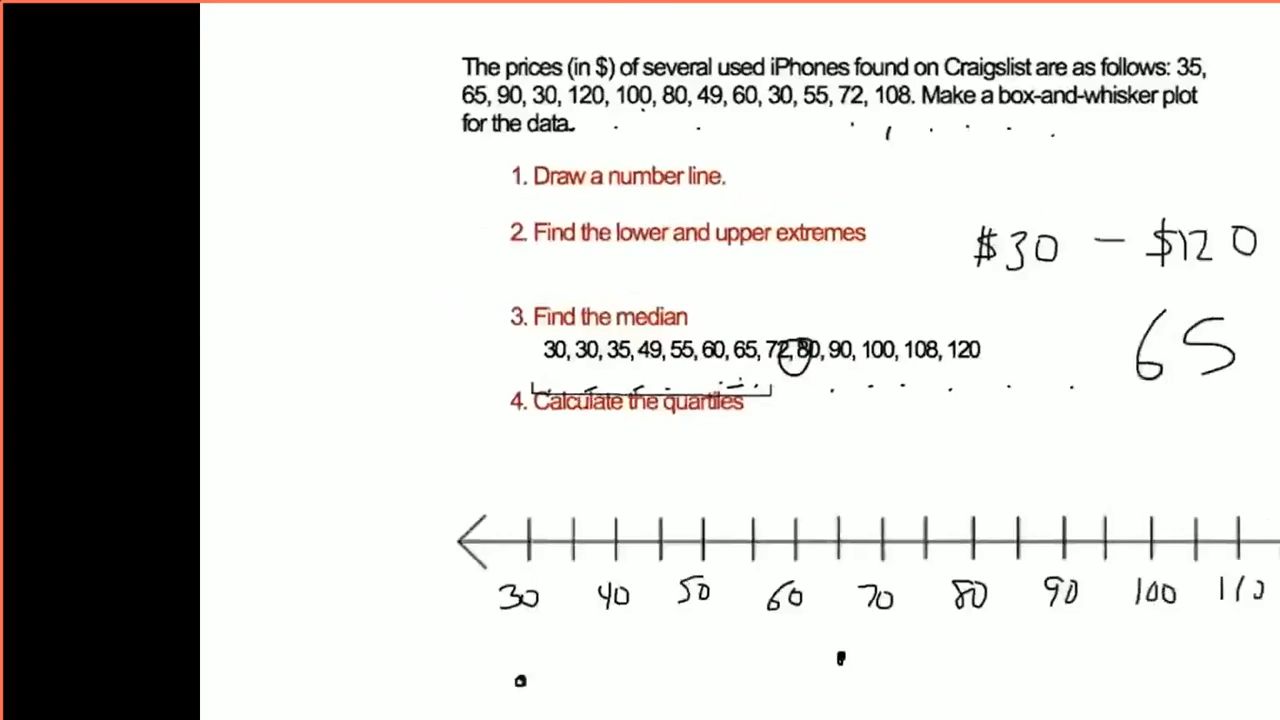 The prices (in $) of several used iPhones found on Craigslist are as follows: 35,
65, 90, 30, 120, 100, 80, 49, 60, 30, 55, 72, 108. Make a box-and-whisker plot
for the data.
1. Draw a number line.
2. Find the lower and upper extremes
$30 – $120
3. Find the median
30, 30, 35, 49, 55, 60, 65, 72, 80, 90, 100, 108, 120
65
4. Calculate the quartiles
30 40 50 60 70 80 90 100 110